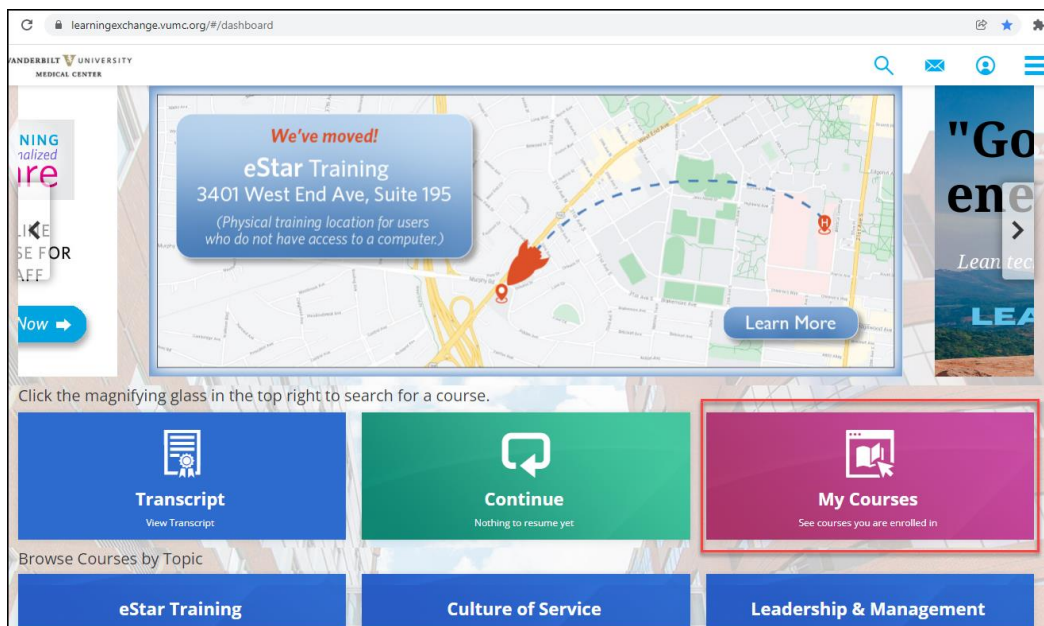 learningexchange.vumc.org/#/dashboard
VANDERBILT V UNIVERSITY
MEDICAL CENTER
We've moved!
eStar Training
3401 West End Ave, Suite 195
(Physical training location for users
who do not have access to a computer.)
H
Learn More
NING
nalized
are
SE FOR
AFF
Now
"Go
ene
Lean tec
LEA
Click the magnifying glass in the top right to search for a course.
Transcript
View Transcript
Continue
Nothing to resume yet
My Courses
See courses you are enrolled in
Browse Courses by Topic
eStar Training
Culture of Service
Leadership & Management